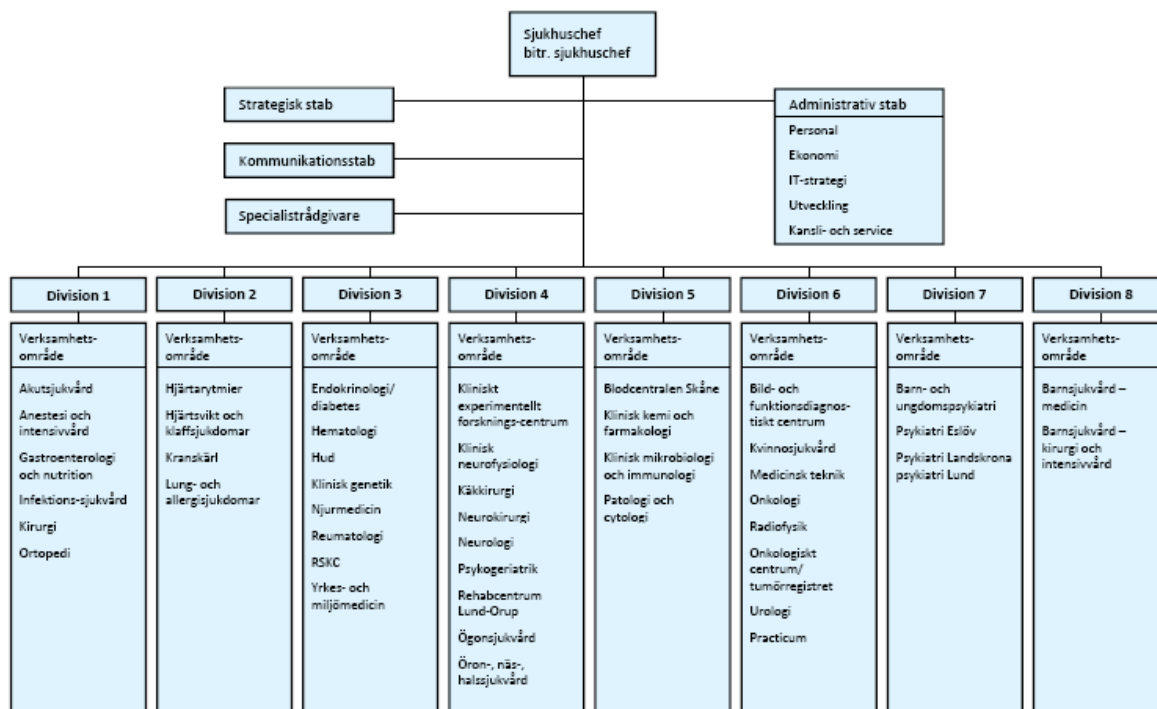 Sjukhuschef
bitr. sjukhuschef
Strategisk stab
Kommunikationsstab
Specialistrådgivare
Administrativ stab
Personal
Ekonomi
IT-strategi
Utveckling
Kansli- och service
Division 1
Verksamhets-
område
Akutsjukvård
Anestesi och
intensivvård
Gastroenterologi
och nutrition
Infektions-sjukvård
Kirurgi
Ortopedi
Division 2
Verksamhets-
område
Hjärtarytmier
Hjärtsvikt och
klaffsjukdomar
Kranskärl
Lung- och
allergisjukdomar
Division 3
Verksamhets-
område
Endokrinologi/
diabetes
Hematologi
Hud
Klinisk genetik
Njurmedicin
Reumatologi
RSKC
Yrkes- och
miljömedicin
Division 4
Verksamhets-
område
Kliniskt
experimentellt
forsknings-centrum
Klinisk
neurofysiologi
Käkkirurgi
Neurokirurgi
Neurologi
Psykogeriatrik
Rehabcentrum
Lund-Orup
Ögonsjukvård
Öron-, näs-,
halssjukvård
Division 5
Verksamhets-
område
Blodcentralen Skåne
Klinisk kemi och
farmakologi
Klinisk mikrobiologi
och immunologi
Patologi och
cytologi
Division 6
Verksamhets-
område
Bild- och
funktionsdiagnos-
tiskt centrum
Kvinnosjukvård
Medicinsk teknik
Onkologi
Radiofysik
Onkologiskt
centrum/
tumörregistret
Urologi
Practicum
Division 7
Verksamhets-
område
Barn- och
ungdomspsykiatri
Psykiatri Eslöv
Psykiatri Landskrona
psykiatri Lund
Division 8
Verksamhets-
område
Barnsjukvård –
medicin
Barnsjukvård –
kirurgi och
intensivvård